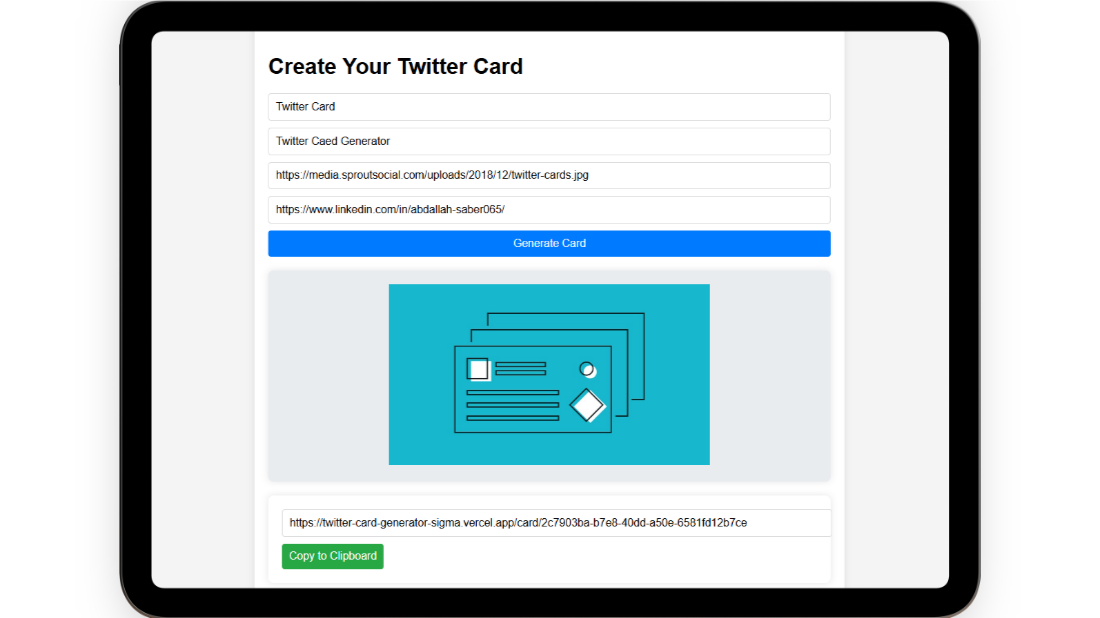 Create Your Twitter Card
Twitter Card
Twitter Caed Generator
https://media.sproutsocial.com/uploads/2018/12/twitter-cards.jpg
https://www.linkedin.com/in/abdallah-saber065/
Generate Card
https://twitter-card-generator-sigma.vercel.app/card/2c7903ba-b7e8-40dd-a50e-6581fd12b7ce
Copy to Clipboard